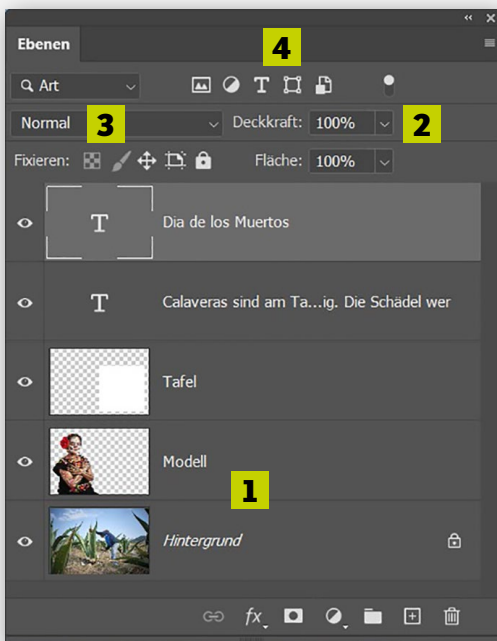 Ebenen
4
Art
T
Normal
3
Deckkraft: 100%
2
Fixieren:
Fläche: 100%
T
Dia de los Muertos
T
Calaveras sind am Ta...ig. Die Schädel wer
Tafel
Modell
1
Hintergrund
fx